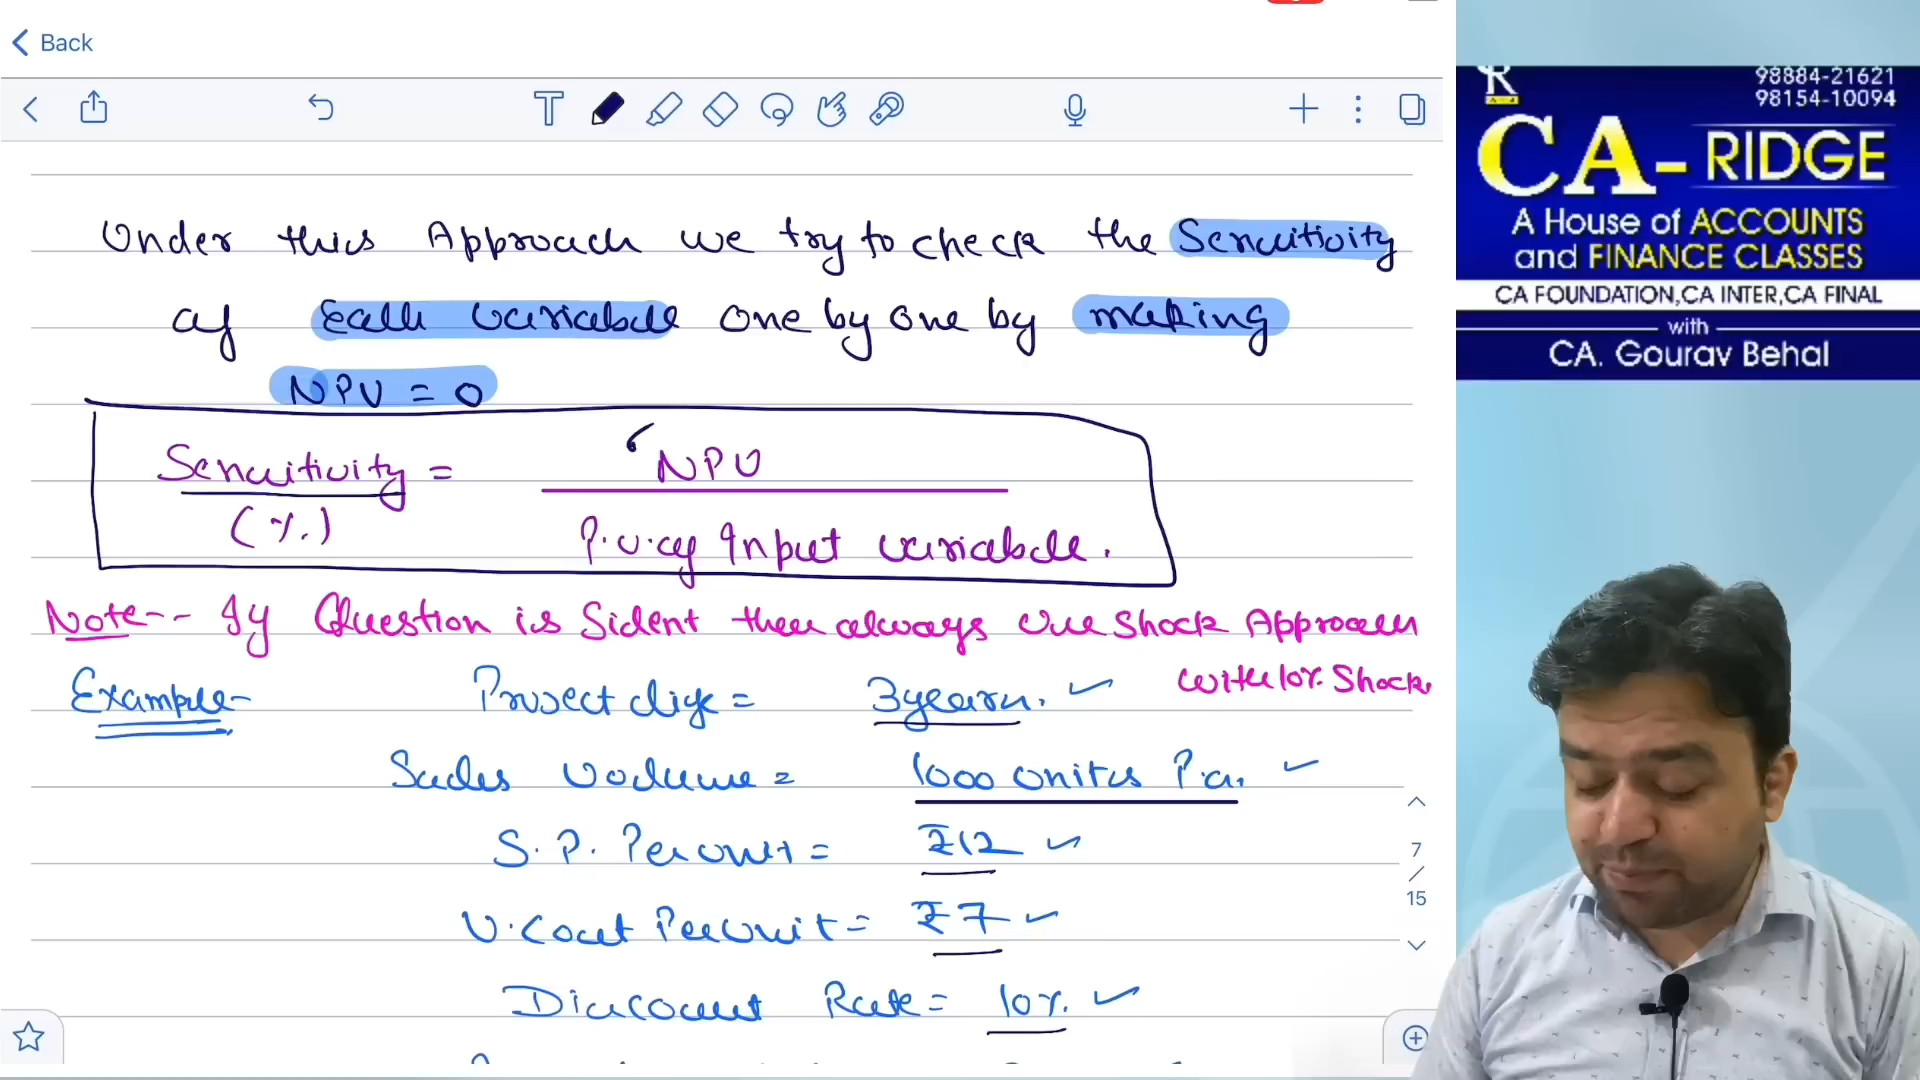 Back
Under this Approach we try to check the Sensitivity
of Each variable one by one by making
NPV = 0
Sensitivity = NPV
(%) P.V. of Input variable.
Note-- If Question is Silent then always use Shock Approach
with 10% Shock.
Example- Project life = 3 years.
Sales Volume = 1000 units P.a.
S.P. Per unit = ₹12
V. Cost Per unit = ₹7
Discount Rate = 10%.
7
/
15
98884-21621
98154-10094
CA-RIDGE
A House of ACCOUNTS
and FINANCE CLASSES
CA FOUNDATION,CA INTER,CA FINAL
with
CA. Gourav Behal